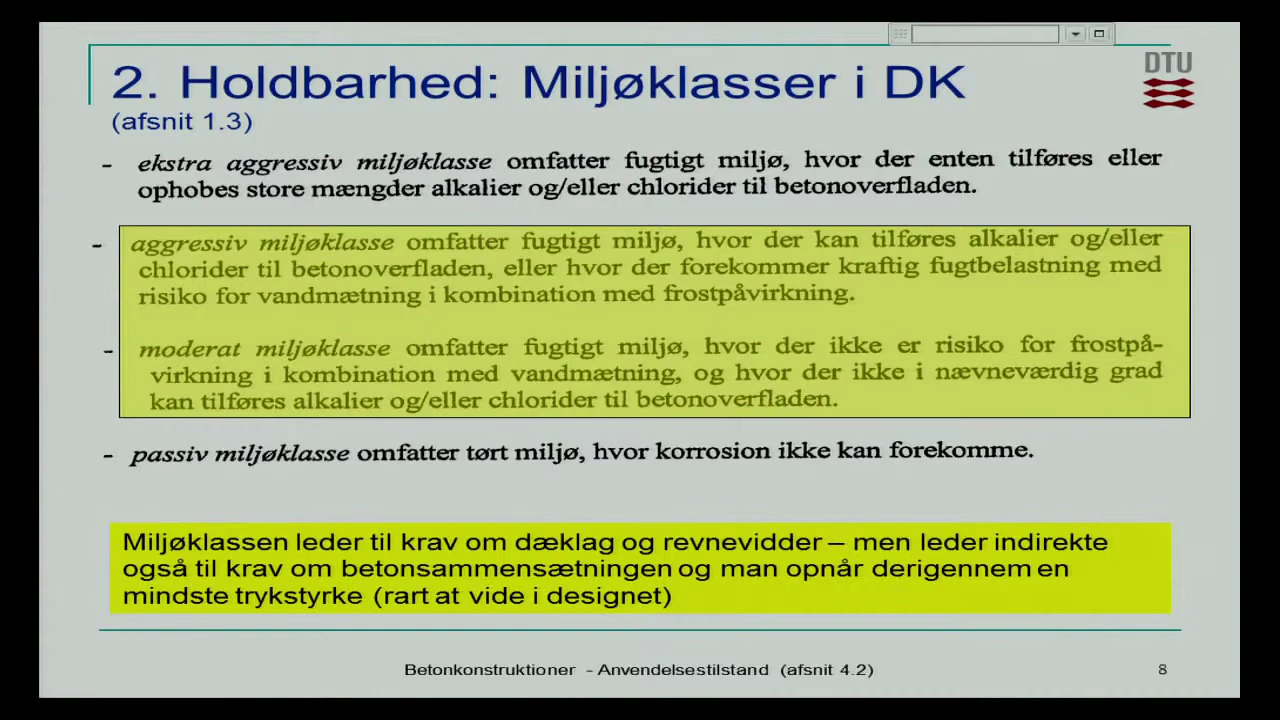 2. Holdbarhed: Miljøklasser i DK
DTU
(afsnit 1.3)
- ekstra aggressiv miljøklasse omfatter fugtigt miljø, hvor der enten tilføres eller
ophobes store mængder alkalier og/eller chlorider til betonoverfladen.
- aggressiv miljøklasse omfatter fugtigt miljø, hvor der kan tilføres alkalier og/eller
chlorider til betonoverfladen, eller hvor der forekommer kraftig fugtbelastning med
risiko for vandmætning i kombination med frostpåvirkning.
- moderat miljøklasse omfatter fugtigt miljø, hvor der ikke er risiko for frostpå-
virkning i kombination med vandmætning, og hvor der ikke i nævneværdig grad
kan tilføres alkalier og/eller chlorider til betonoverfladen.
- passiv miljøklasse omfatter tørt miljø, hvor korrosion ikke kan forekomme.
Miljøklassen leder til krav om dæklag og revnevidder – men leder indirekte
også til krav om betonsammensætningen og man opnår derigennem en
mindste trykstyrke (rart at vide i designet)
Betonkonstruktioner - Anvendelsestilstand (afsnit 4.2)
8